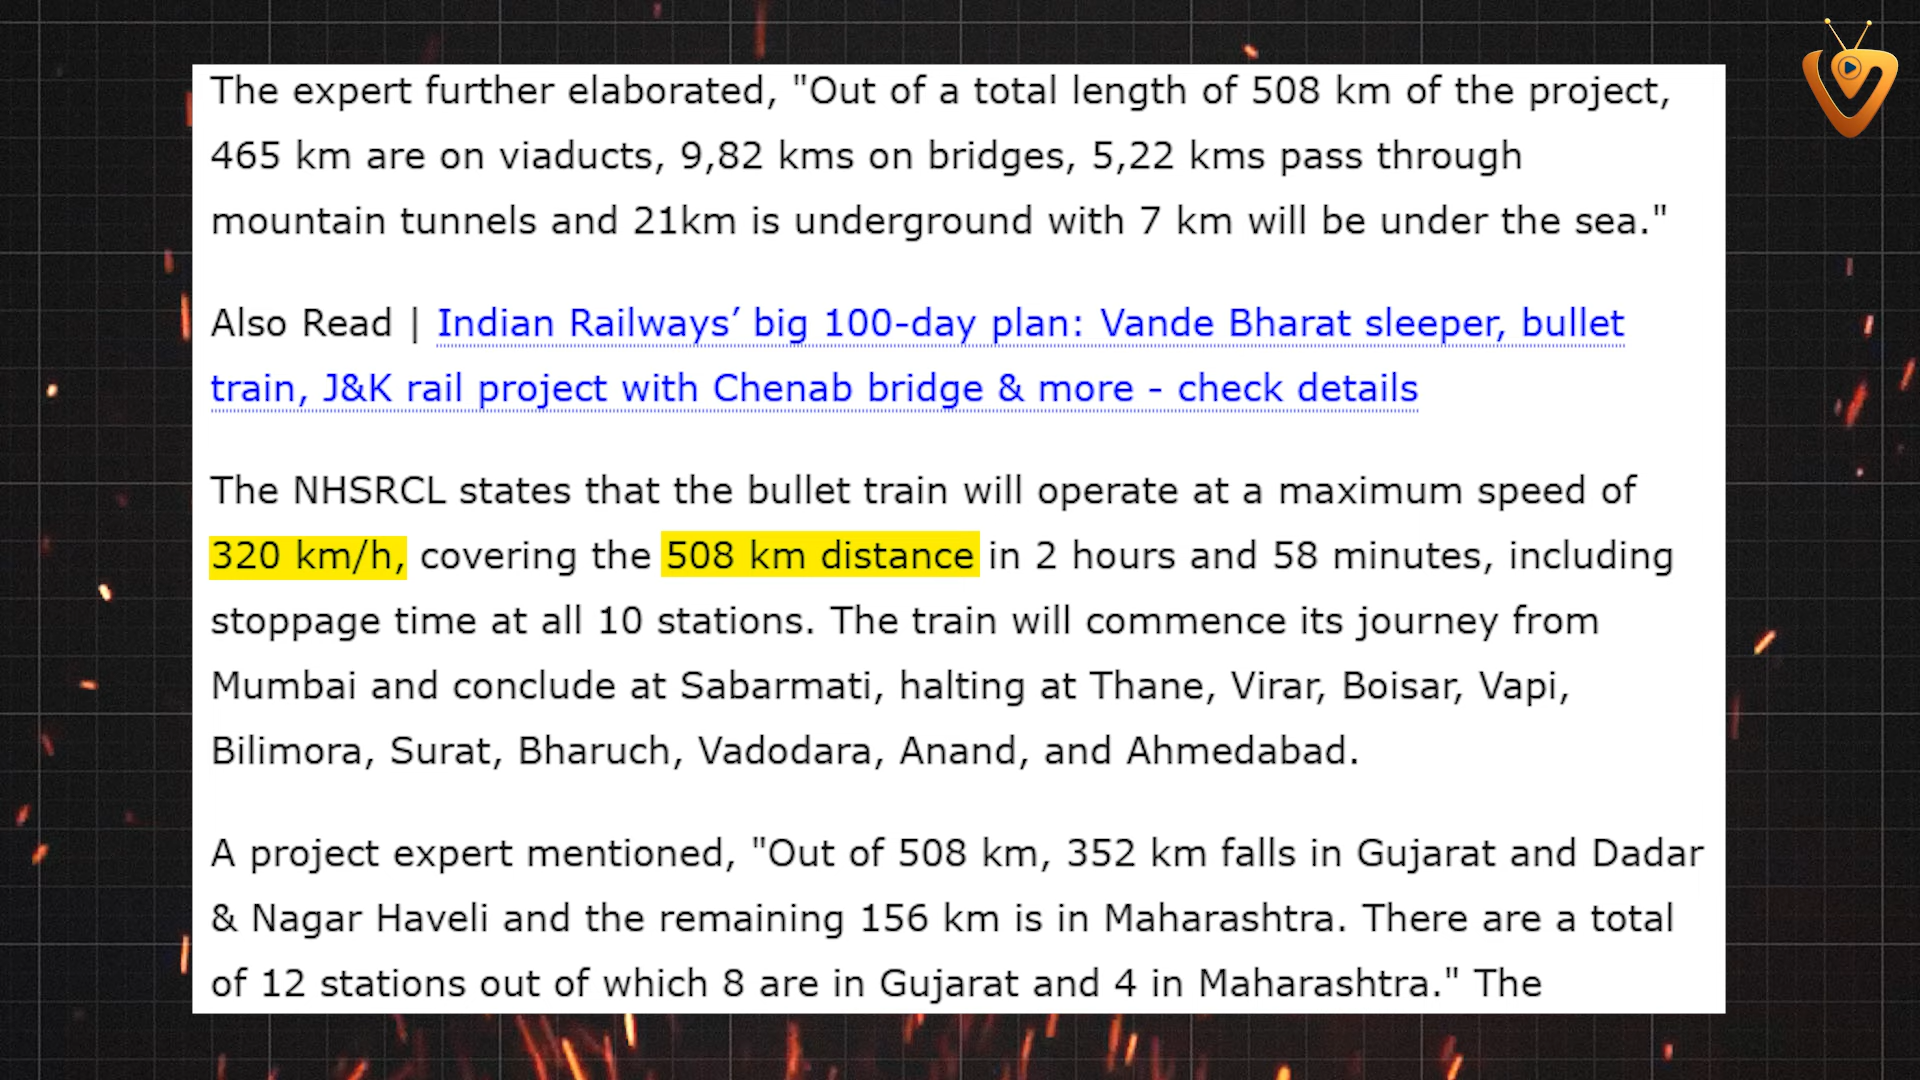 The expert further elaborated, "Out of a total length of 508 km of the project,
465 km are on viaducts, 9,82 kms on bridges, 5,22 kms pass through
mountain tunnels and 21km is underground with 7 km will be under the sea."
Also Read | Indian Railways’ big 100-day plan: Vande Bharat sleeper, bullet
train, J&K rail project with Chenab bridge & more - check details
The NHSRCL states that the bullet train will operate at a maximum speed of
320 km/h, covering the 508 km distance in 2 hours and 58 minutes, including
stoppage time at all 10 stations. The train will commence its journey from
Mumbai and conclude at Sabarmati, halting at Thane, Virar, Boisar, Vapi,
Bilimora, Surat, Bharuch, Vadodara, Anand, and Ahmedabad.
A project expert mentioned, "Out of 508 km, 352 km falls in Gujarat and Dadar
& Nagar Haveli and the remaining 156 km is in Maharashtra. There are a total
of 12 stations out of which 8 are in Gujarat and 4 in Maharashtra." The